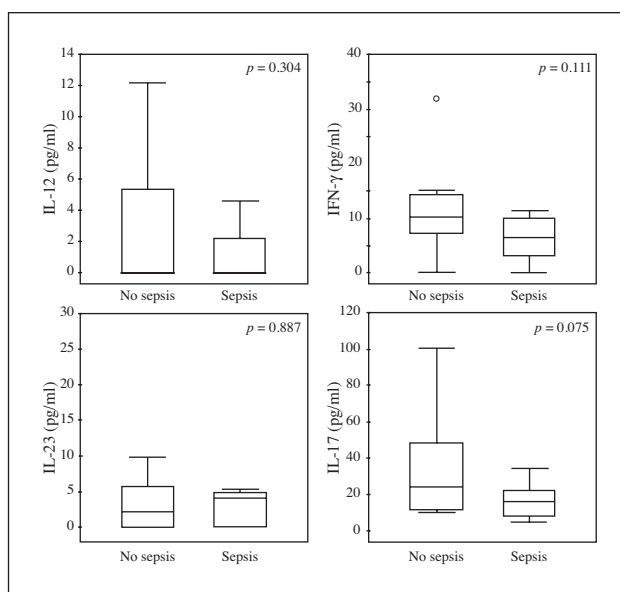 14
12
10
8
6
4
2
0
IL-12 (pg/ml)
p = 0.304
No sepsis
Sepsis
40
30
20
10
0
IFN-γ (pg/ml)
p = 0.111
No sepsis
Sepsis
30
25
20
15
10
5
0
IL-23 (pg/ml)
p = 0.887
No sepsis
Sepsis
120
100
80
60
40
20
0
IL-17 (pg/ml)
p = 0.075
No sepsis
Sepsis